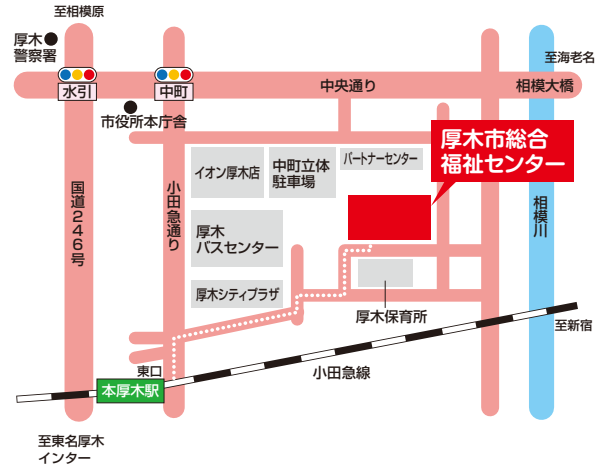 至相模原
厚木
警察署
至海老名
水引
中町
中央通り
相模大橋
市役所本庁舎
厚木市総合
福祉センター
イオン厚木店
中町立体
駐車場
パートナーセンター
国道246号
小田急通り
相模川
厚木
バスセンター
厚木シティプラザ
厚木保育所
至新宿
東口
小田急線
本厚木駅
至東名厚木
インター